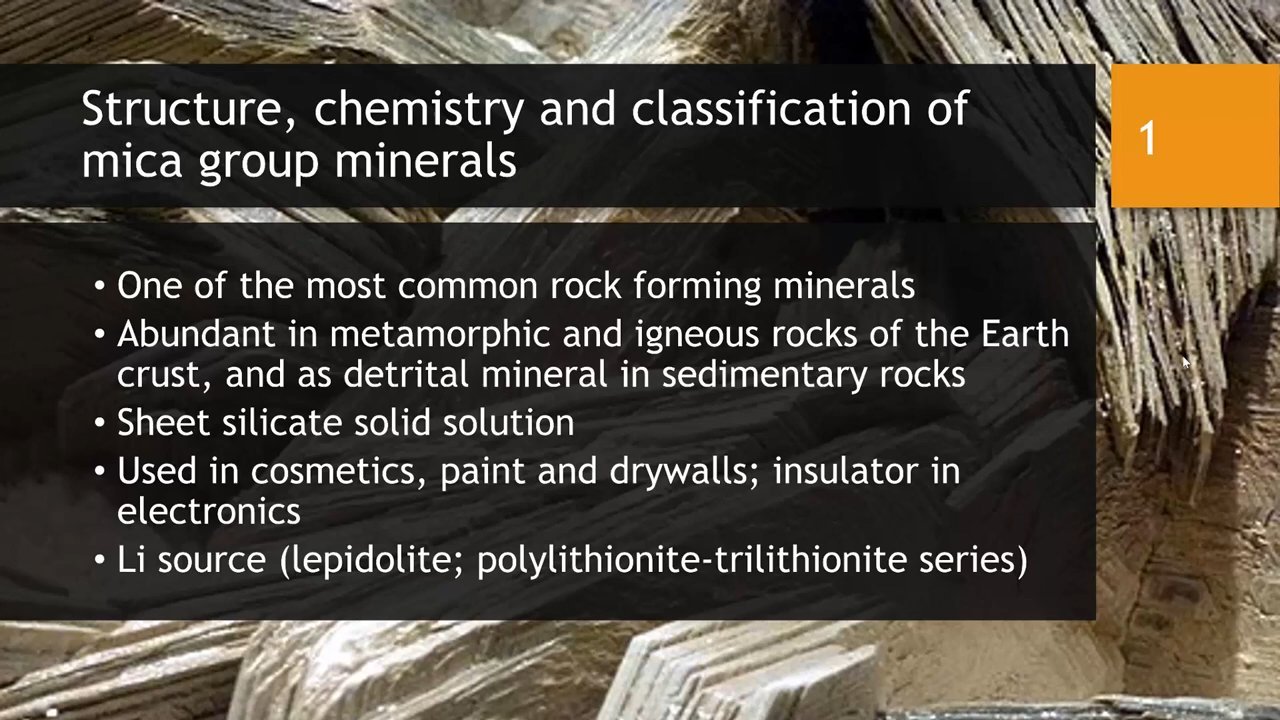 Structure, chemistry and classification of
mica group minerals
1
• One of the most common rock forming minerals
• Abundant in metamorphic and igneous rocks of the Earth
crust, and as detrital mineral in sedimentary rocks
• Sheet silicate solid solution
• Used in cosmetics, paint and drywalls; insulator in
electronics
• Li source (lepidolite; polylithionite-trilithionite series)